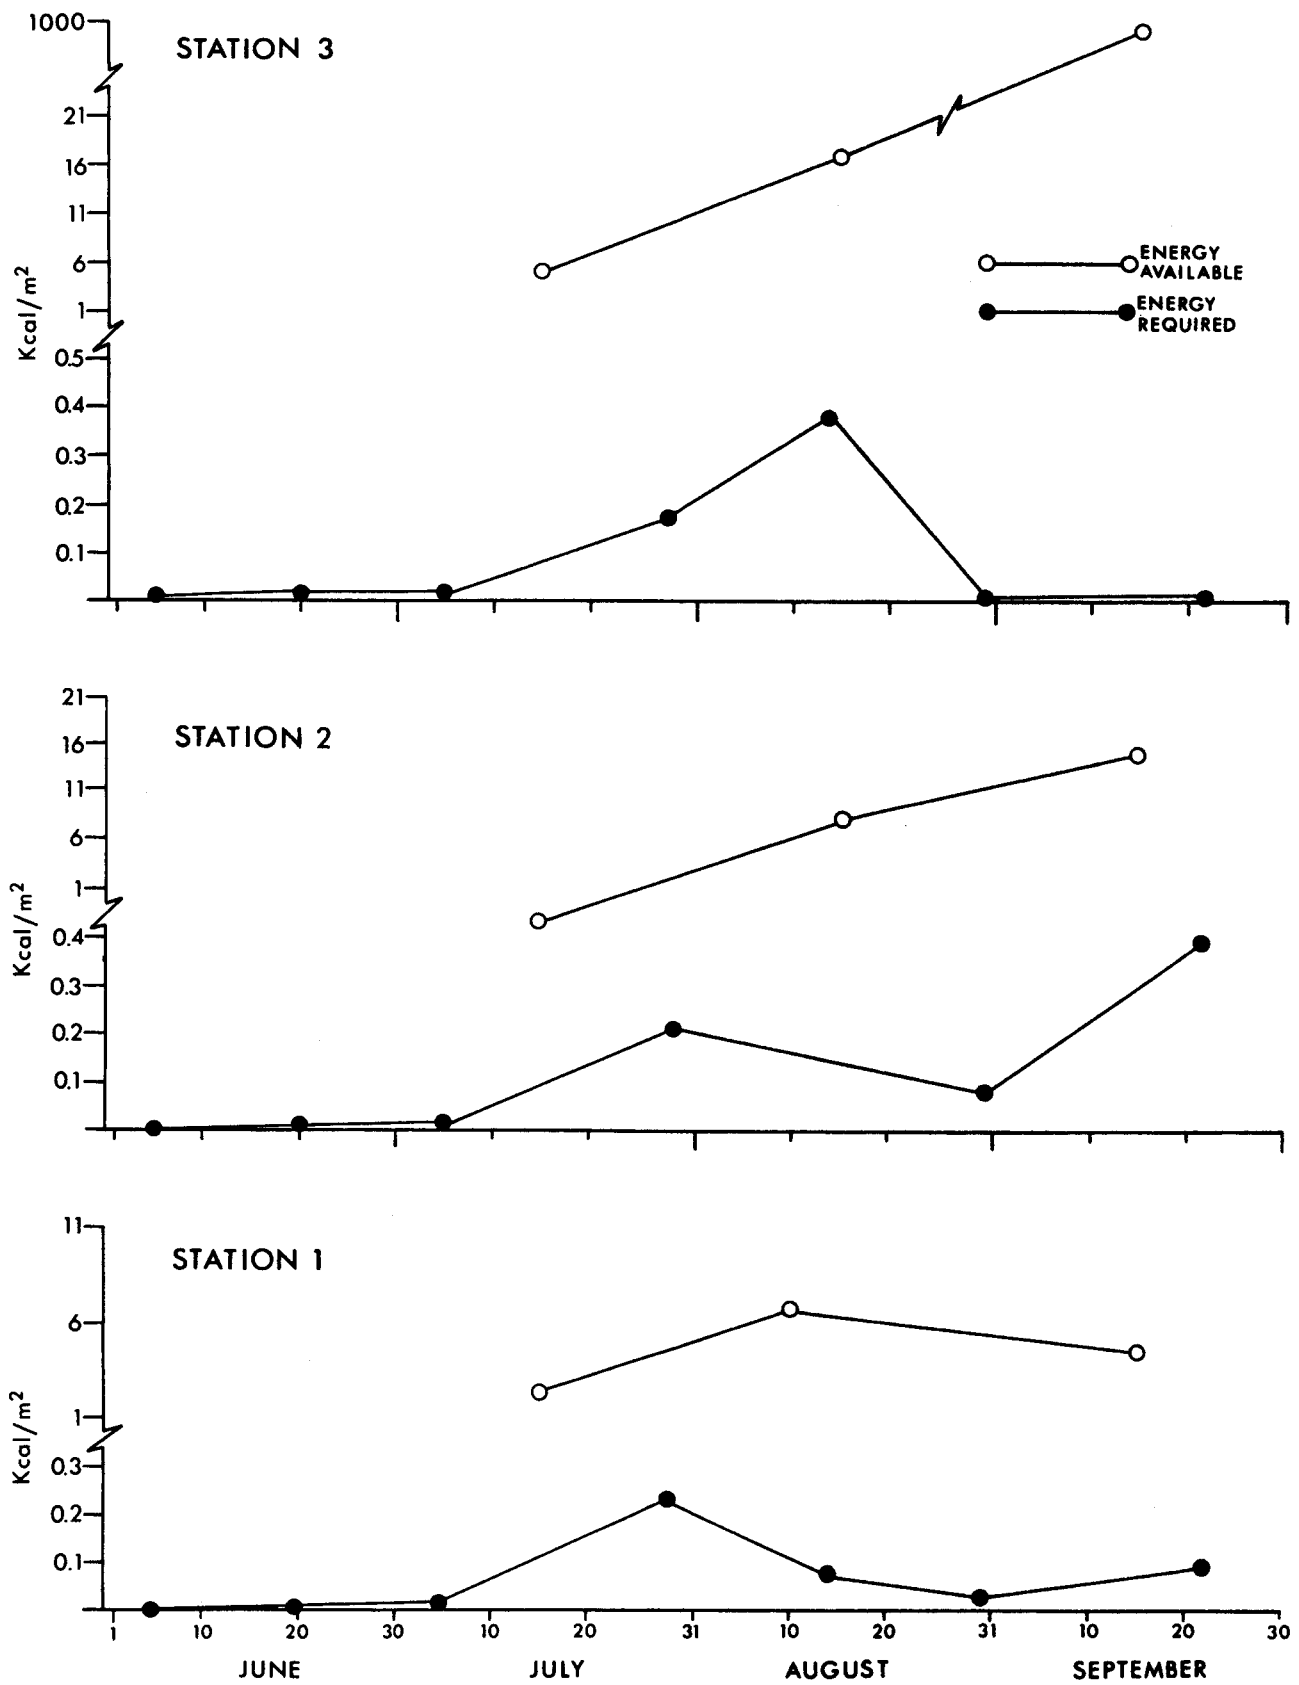 1000
STATION 3
21
16
11
6
1
Kcal/m²
0.5
0.4
0.3
0.2
0.1
ENERGY
AVAILABLE
ENERGY
REQUIRED
21
STATION 2
16
11
6
1
Kcal/m²
0.4
0.3
0.2
0.1
11
STATION 1
6
1
Kcal/m²
0.3
0.2
0.1
1 10 20 30 10 20 31 10 20 31 10 20 30
JUNE JULY AUGUST SEPTEMBER